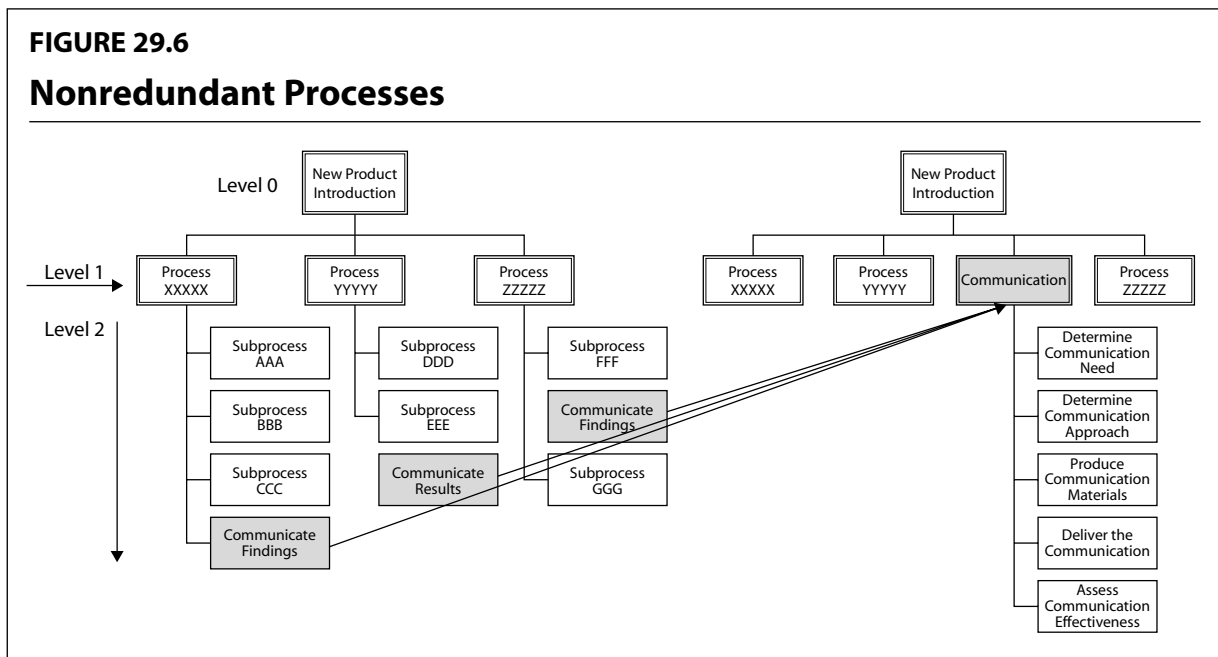 FIGURE 29.6
Nonredundant Processes
Level 0
New Product
Introduction
Level 1
Process
XXXXX
Process
YYYYY
Process
ZZZZZ
Level 2
Subprocess
AAA
Subprocess
BBB
Subprocess
CCC
Communicate
Findings
Subprocess
DDD
Subprocess
EEE
Communicate
Results
Subprocess
FFF
Communicate
Findings
Subprocess
GGG
New Product
Introduction
Process
XXXXX
Process
YYYYY
Communication
Process
ZZZZZ
Determine
Communication
Need
Determine
Communication
Approach
Produce
Communication
Materials
Deliver the
Communication
Assess
Communication
Effectiveness